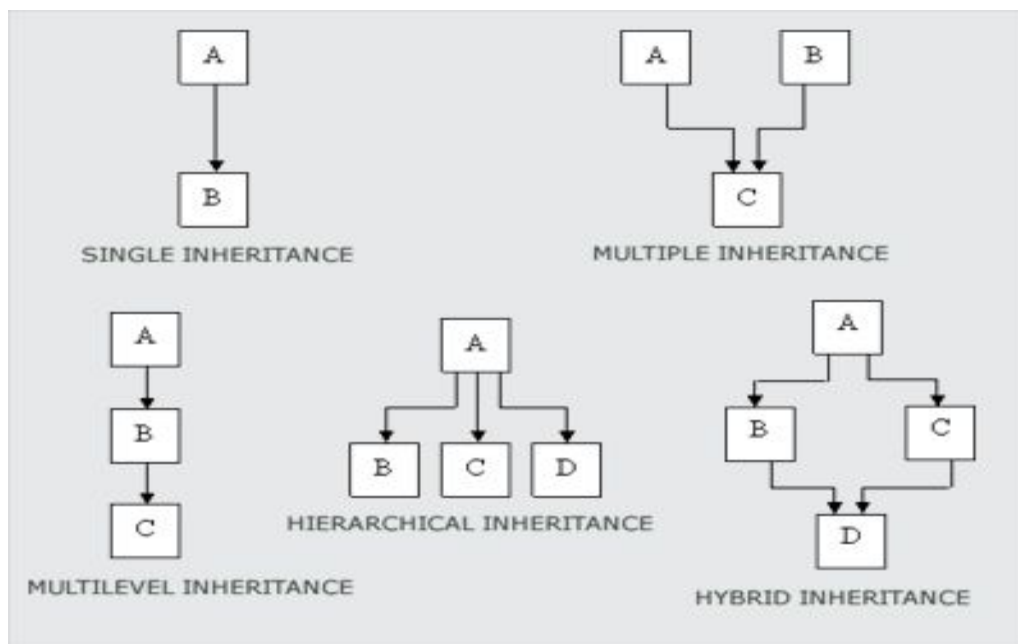 A
B
SINGLE INHERITANCE
A B
C
MULTIPLE INHERITANCE
A
B
C
MULTILEVEL INHERITANCE
A
B C D
HIERARCHICAL INHERITANCE
A
B C
D
HYBRID INHERITANCE